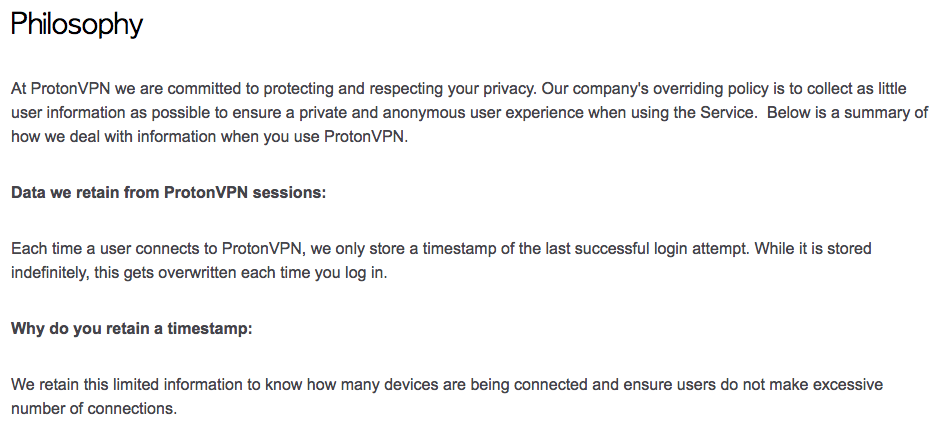 Philosophy
At ProtonVPN we are committed to protecting and respecting your privacy. Our company's overriding policy is to collect as little
user information as possible to ensure a private and anonymous user experience when using the Service.  Below is a summary of
how we deal with information when you use ProtonVPN.
Data we retain from ProtonVPN sessions:
Each time a user connects to ProtonVPN, we only store a timestamp of the last successful login attempt. While it is stored
indefinitely, this gets overwritten each time you log in.
Why do you retain a timestamp:
We retain this limited information to know how many devices are being connected and ensure users do not make excessive
number of connections.